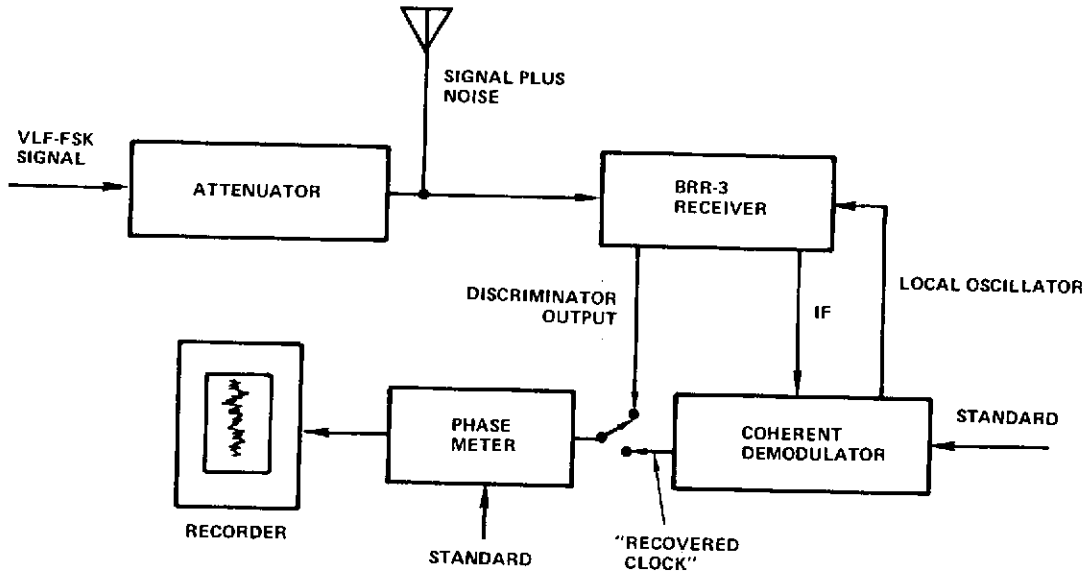 SIGNAL PLUS
NOISE
VLF-FSK
SIGNAL
ATTENUATOR
BRR-3
RECEIVER
DISCRIMINATOR
OUTPUT
IF
LOCAL OSCILLATOR
PHASE
METER
COHERENT
DEMODULATOR
STANDARD
RECORDER
STANDARD
"RECOVERED
CLOCK"